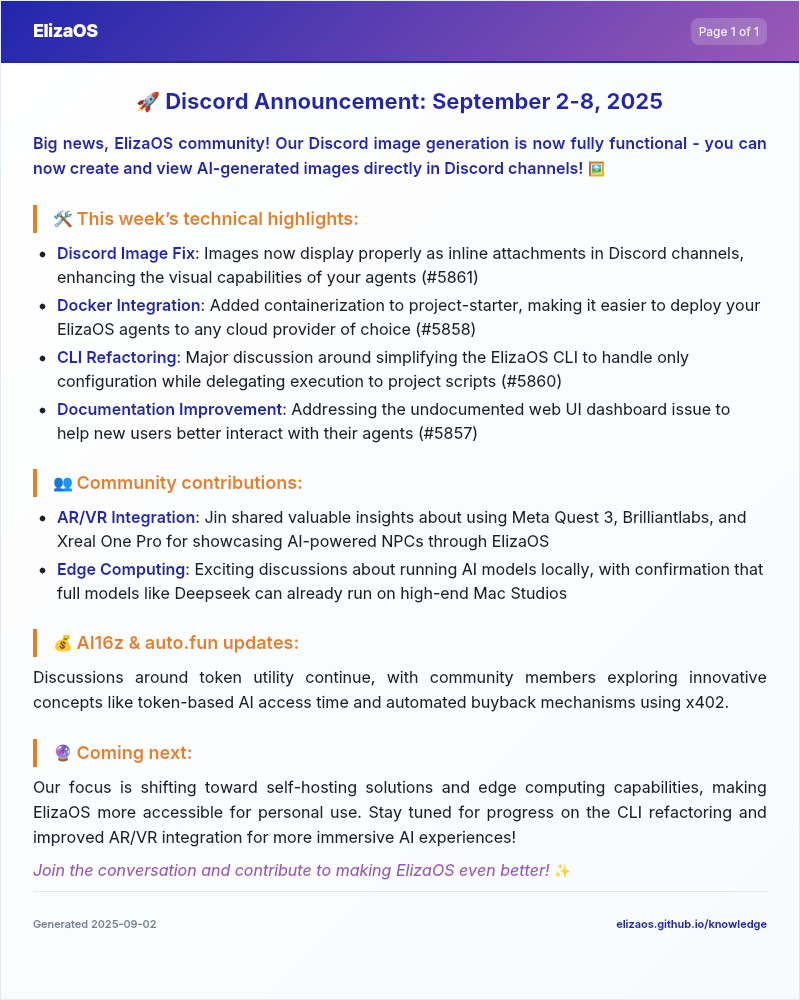 ElizaOS
Page 1 of 1
🚀 Discord Announcement: September 2-8, 2025
Big news, ElizaOS community! Our Discord image generation is now fully functional - you can
now create and view AI-generated images directly in Discord channels! 🖼️
🛠️ This week's technical highlights:
• Discord Image Fix: Images now display properly as inline attachments in Discord channels,
enhancing the visual capabilities of your agents (#5861)
• Docker Integration: Added containerization to project-starter, making it easier to deploy your
ElizaOS agents to any cloud provider of choice (#5858)
• CLI Refactoring: Major discussion around simplifying the ElizaOS CLI to handle only
configuration while delegating execution to project scripts (#5860)
• Documentation Improvement: Addressing the undocumented web UI dashboard issue to
help new users better interact with their agents (#5857)
👥 Community contributions:
• AR/VR Integration: Jin shared valuable insights about using Meta Quest 3, Brilliantlabs, and
Xreal One Pro for showcasing AI-powered NPCs through ElizaOS
• Edge Computing: Exciting discussions about running AI models locally, with confirmation that
full models like Deepseek can already run on high-end Mac Studios
💰 AI16z & auto.fun updates:
Discussions around token utility continue, with community members exploring innovative
concepts like token-based AI access time and automated buyback mechanisms using x402.
🔮 Coming next:
Our focus is shifting toward self-hosting solutions and edge computing capabilities, making
ElizaOS more accessible for personal use. Stay tuned for progress on the CLI refactoring and
improved AR/VR integration for more immersive AI experiences!
Join the conversation and contribute to making ElizaOS even better! ✨
Generated 2025-09-02
elizaos.github.io/knowledge